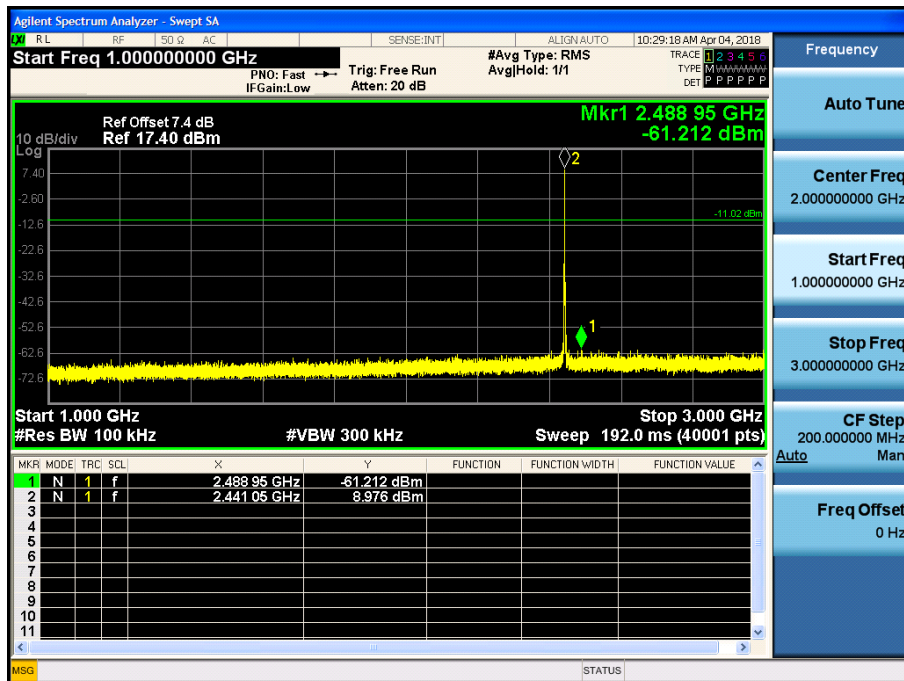 Agilent Spectrum Analyzer - Swept SA
LXI RL RF 50 Ω AC SENSE:INT ALIGN AUTO 10:29:18 AM Apr 04, 2018
Start Freq 1.000000000 GHz
PNO: Fast
IFGain:Low
Trig: Free Run
Atten: 20 dB
#Avg Type: RMS
Avg|Hold: 1/1
TRACE 1 2 3 4 5 6
TYPE MWWWWW
DET P P P P P P
Mkr1 2.488 95 GHz
-61.212 dBm
Ref Offset 7.4 dB
10 dB/div Ref 17.40 dBm
Log
2
7.40
-2.60
-11.02 dBm
-12.6
-22.6
-32.6
-42.6
-52.6
1
-62.6
-72.6
Start 1.000 GHz Stop 3.000 GHz
#Res BW 100 kHz #VBW 300 kHz Sweep 192.0 ms (40001 pts)
MKR MODE TRC SCL X Y FUNCTION FUNCTION WIDTH FUNCTION VALUE
1 N 1 f 2.488 95 GHz -61.212 dBm
2 N 1 f 2.441 05 GHz 8.976 dBm
3
4
5
6
7
8
9
10
11
MSG STATUS
Frequency
Auto Tune
Center Freq
2.000000000 GHz
Start Freq
1.000000000 GHz
Stop Freq
3.000000000 GHz
CF Step
200.000000 MHz
Auto Man
Freq Offset
0 Hz